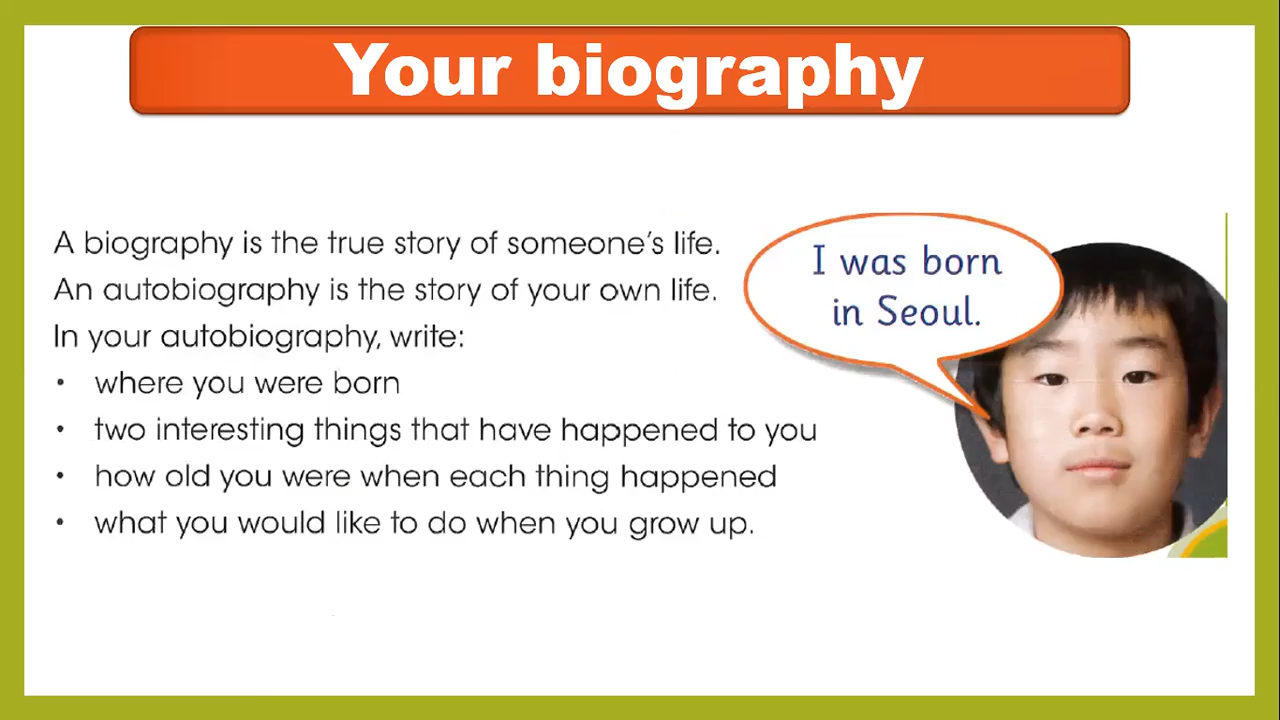 Your biography
A biography is the true story of someone's life.
An autobiography is the story of your own life.
In your autobiography, write:
• where you were born
• two interesting things that have happened to you
• how old you were when each thing happened
• what you would like to do when you grow up.
I was born
in Seoul.